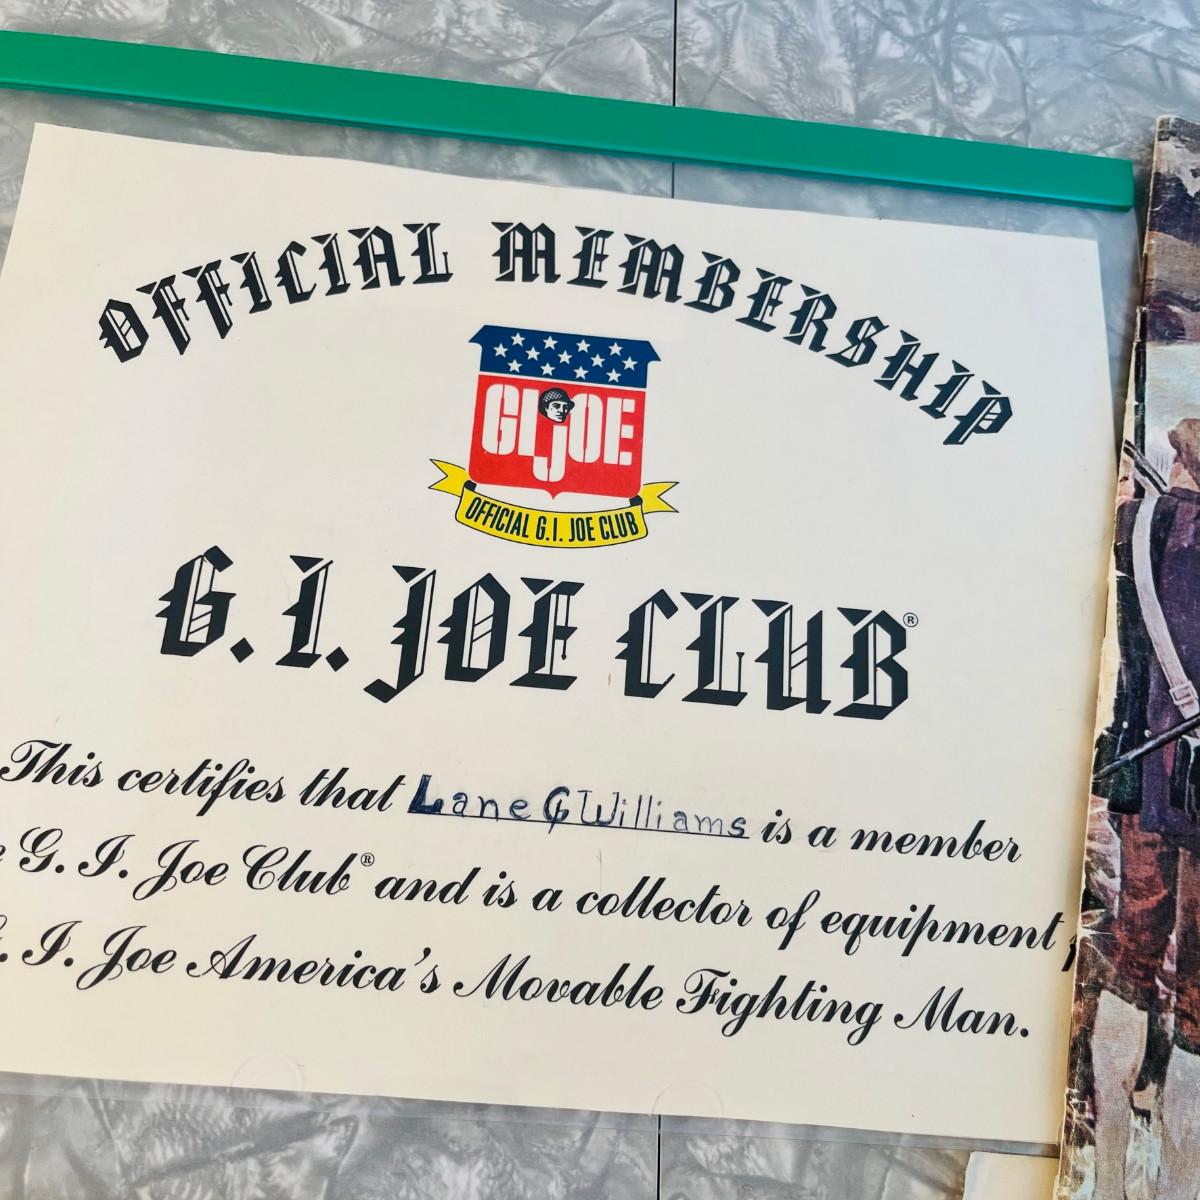 OFFICIAL MEMBERSHIP
GI JOE
OFFICIAL G.I. JOE CLUB
G. I. JOE CLUB®
This certifies that Lane G Williams is a member
G. I. Joe Club® and is a collector of equipment
G. I. Joe America's Movable Fighting Man.